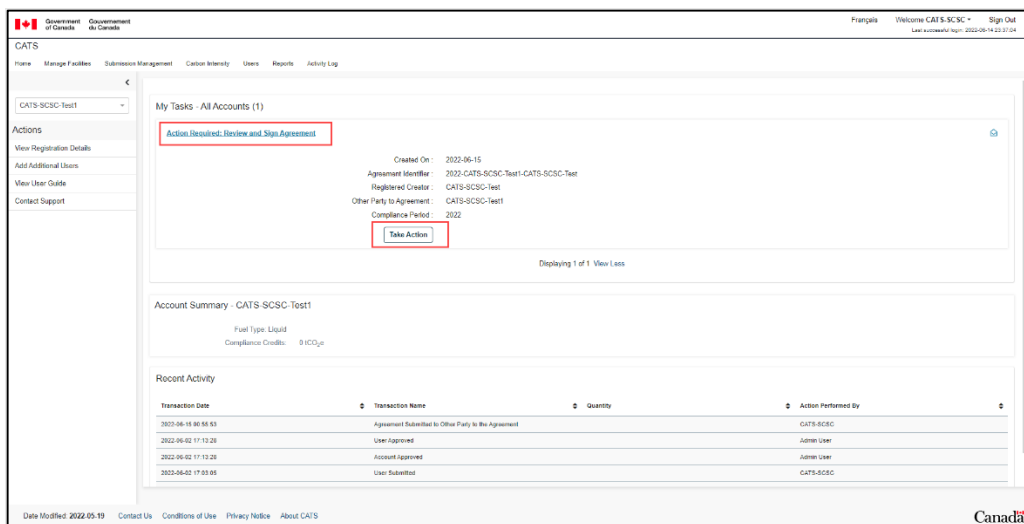 Government of Canada
Gouvernement du Canada
Français Welcome CATS-SCSC Sign Out
Last successful login: 2022-06-14 23:37:04
CATS
Home Manage Facilities Submission Management Carbon Intensity Users Reports Activity Log
CATS-SCSC-Test1
Actions
View Registration Details
Add Additional Users
View User Guide
Contact Support
My Tasks - All Accounts (1)
Action Required: Review and Sign Agreement
Created On : 2022-06-15
Agreement Identifier : 2022-CATS-SCSC-Test1-CATS-SCSC-Test
Registered Creator : CATS-SCSC-Test
Other Party to Agreement : CATS-SCSC-Test1
Compliance Period : 2022
Take Action
Displaying 1 of 1 View Less
Account Summary - CATS-SCSC-Test1
Fuel Type: Liquid
Compliance Credits: 0 tCO₂e
Recent Activity
Transaction Date Transaction Name Quantity Action Performed By
2022-06-15 00:56:53 Agreement Submitted to Other Party to the Agreement CATS-SCSC
2022-06-02 17:13:28 User Approved Admin User
2022-06-02 17:13:28 Account Approved Admin User
2022-06-02 17:03:05 User Submitted CATS-SCSC
Date Modified: 2022-05-19 Contact Us Conditions of Use Privacy Notice About CATS
Canada